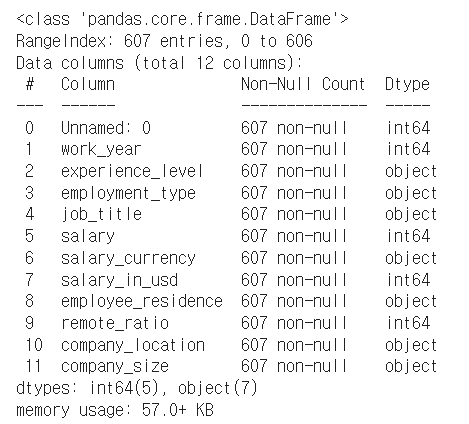 <class 'pandas.core.frame.DataFrame'>
RangeIndex: 607 entries, 0 to 606
Data columns (total 12 columns):
 #   Column              Non-Null Count  Dtype
---  ------              --------------  -----
 0   Unnamed: 0          607 non-null    int64
 1   work_year           607 non-null    int64
 2   experience_level    607 non-null    object
 3   employment_type     607 non-null    object
 4   job_title           607 non-null    object
 5   salary              607 non-null    int64
 6   salary_currency     607 non-null    object
 7   salary_in_usd       607 non-null    int64
 8   employee_residence  607 non-null    object
 9   remote_ratio        607 non-null    int64
 10  company_location    607 non-null    object
 11  company_size        607 non-null    object
dtypes: int64(5), object(7)
memory usage: 57.0+ KB